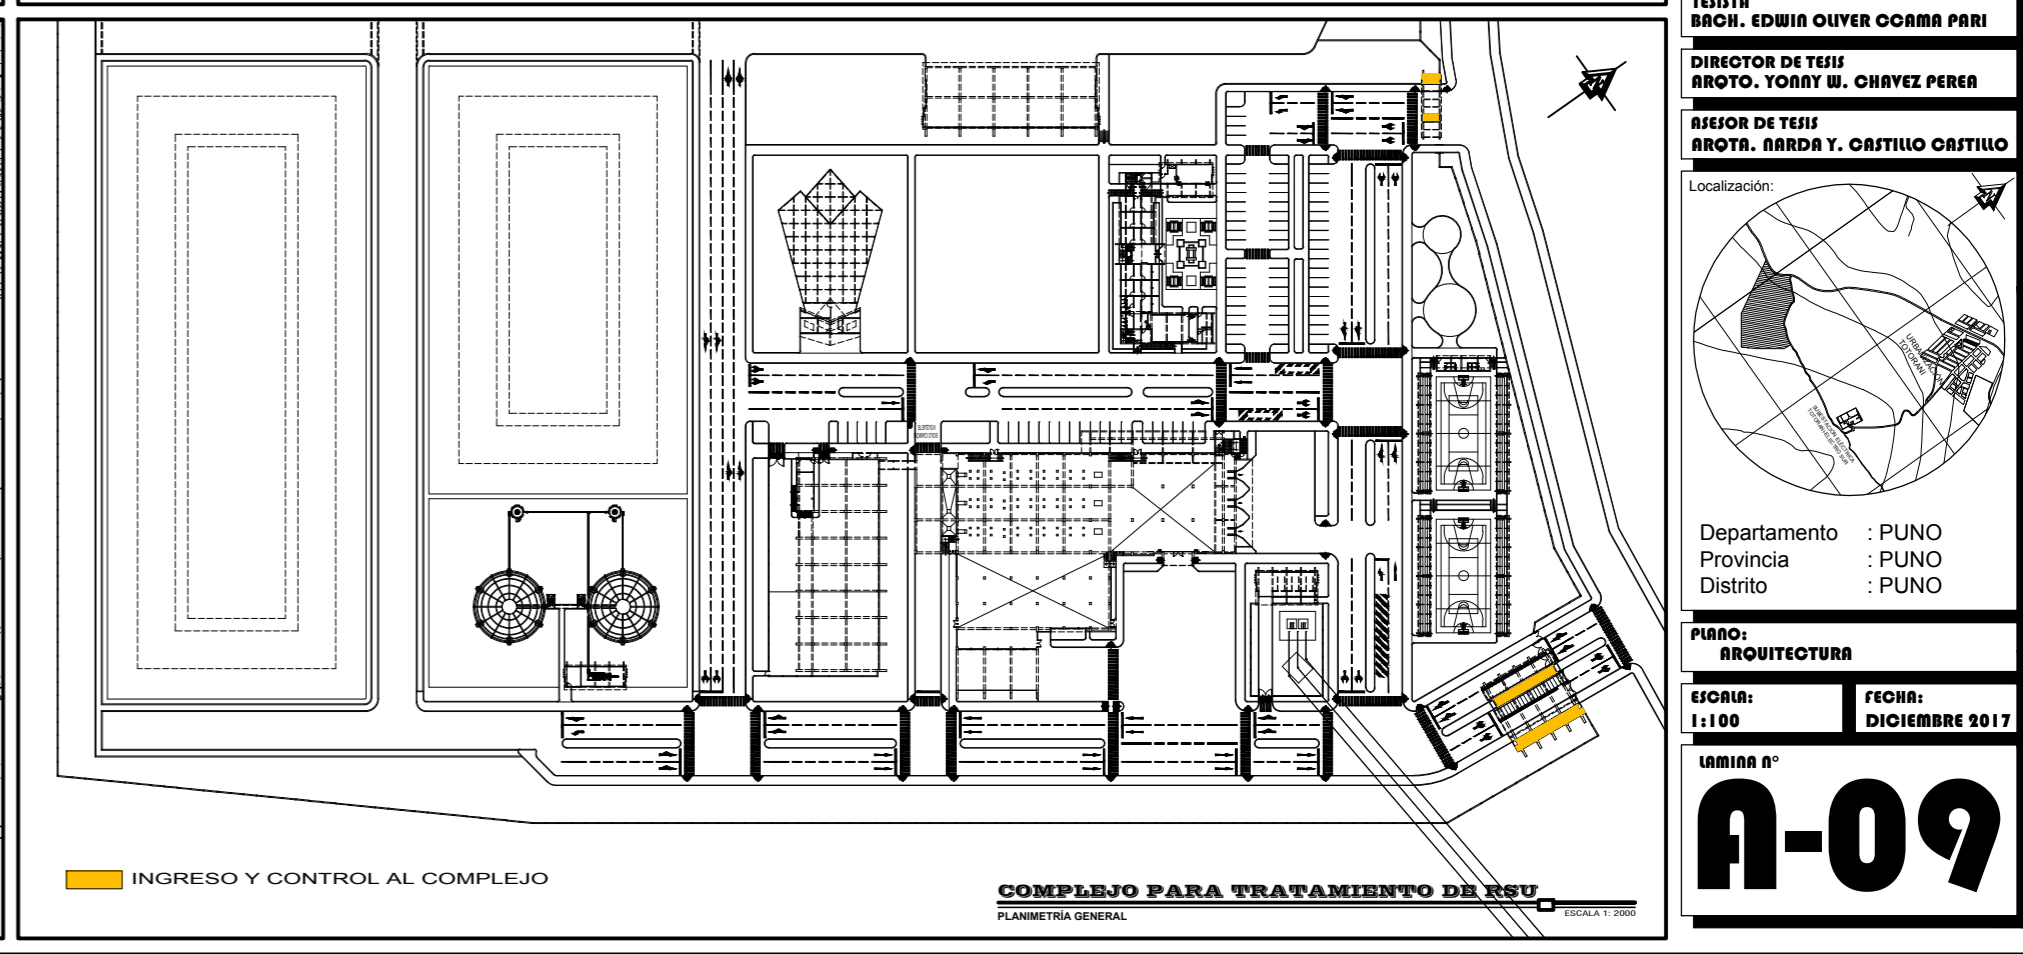 INGRESO Y CONTROL AL COMPLEJO
COMPLEJO PARA TRATAMIENTO DE RSU
PLANIMETRÍA GENERAL
ESCALA 1: 2000
TESISTA
BACH. EDWIN OLIVER CCAMA PARI
DIRECTOR DE TESIS
ARQTO. YONNY W. CHAVEZ PEREA
ASESOR DE TESIS
ARQTA. NARDA Y. CASTILLO CASTILLO
Localización:
URBANIZACIÓN
TOTORANI
Departamento : PUNO
Provincia : PUNO
Distrito : PUNO
PLANO:
ARQUITECTURA
ESCALA:
1:100
FECHA:
DICIEMBRE 2017
LAMINA N°
A-09